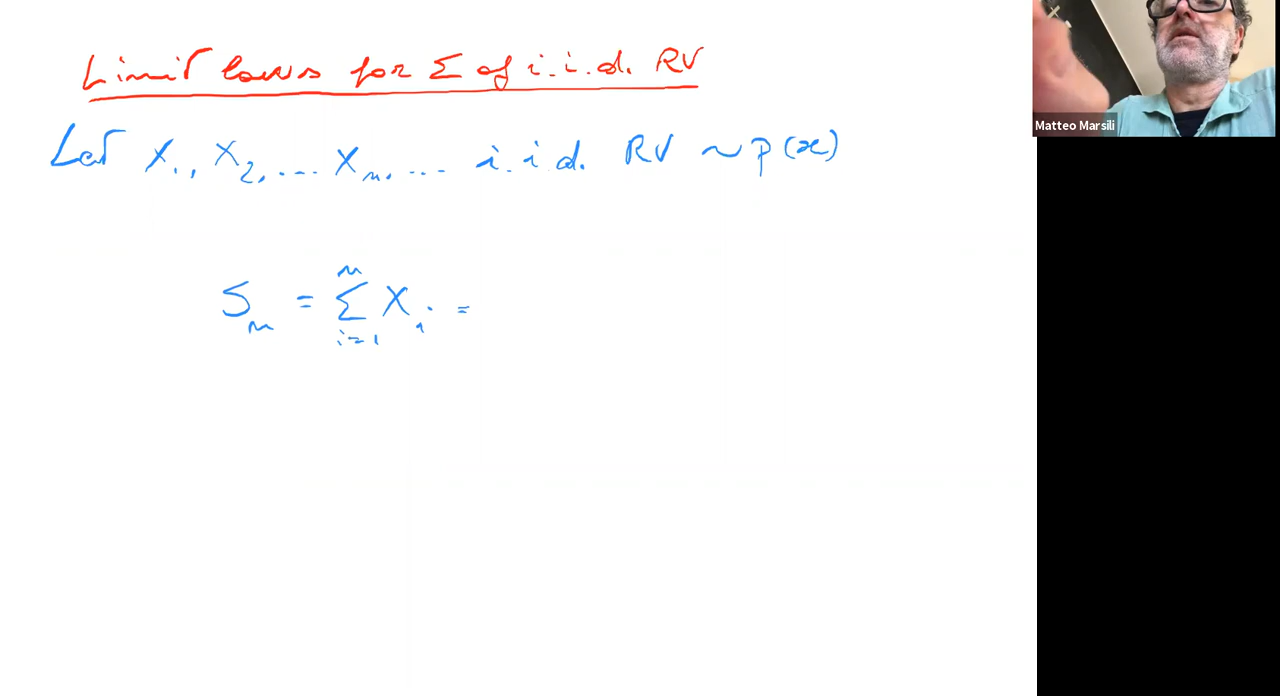 Limit laws for Σ of i.i.d. RV
Matteo Marsili
Let X₁, X₂, ... Xₙ, ... i.i.d. RV ~ p(x)
Sₙ = Σᵢ₌₁ⁿ Xᵢ =